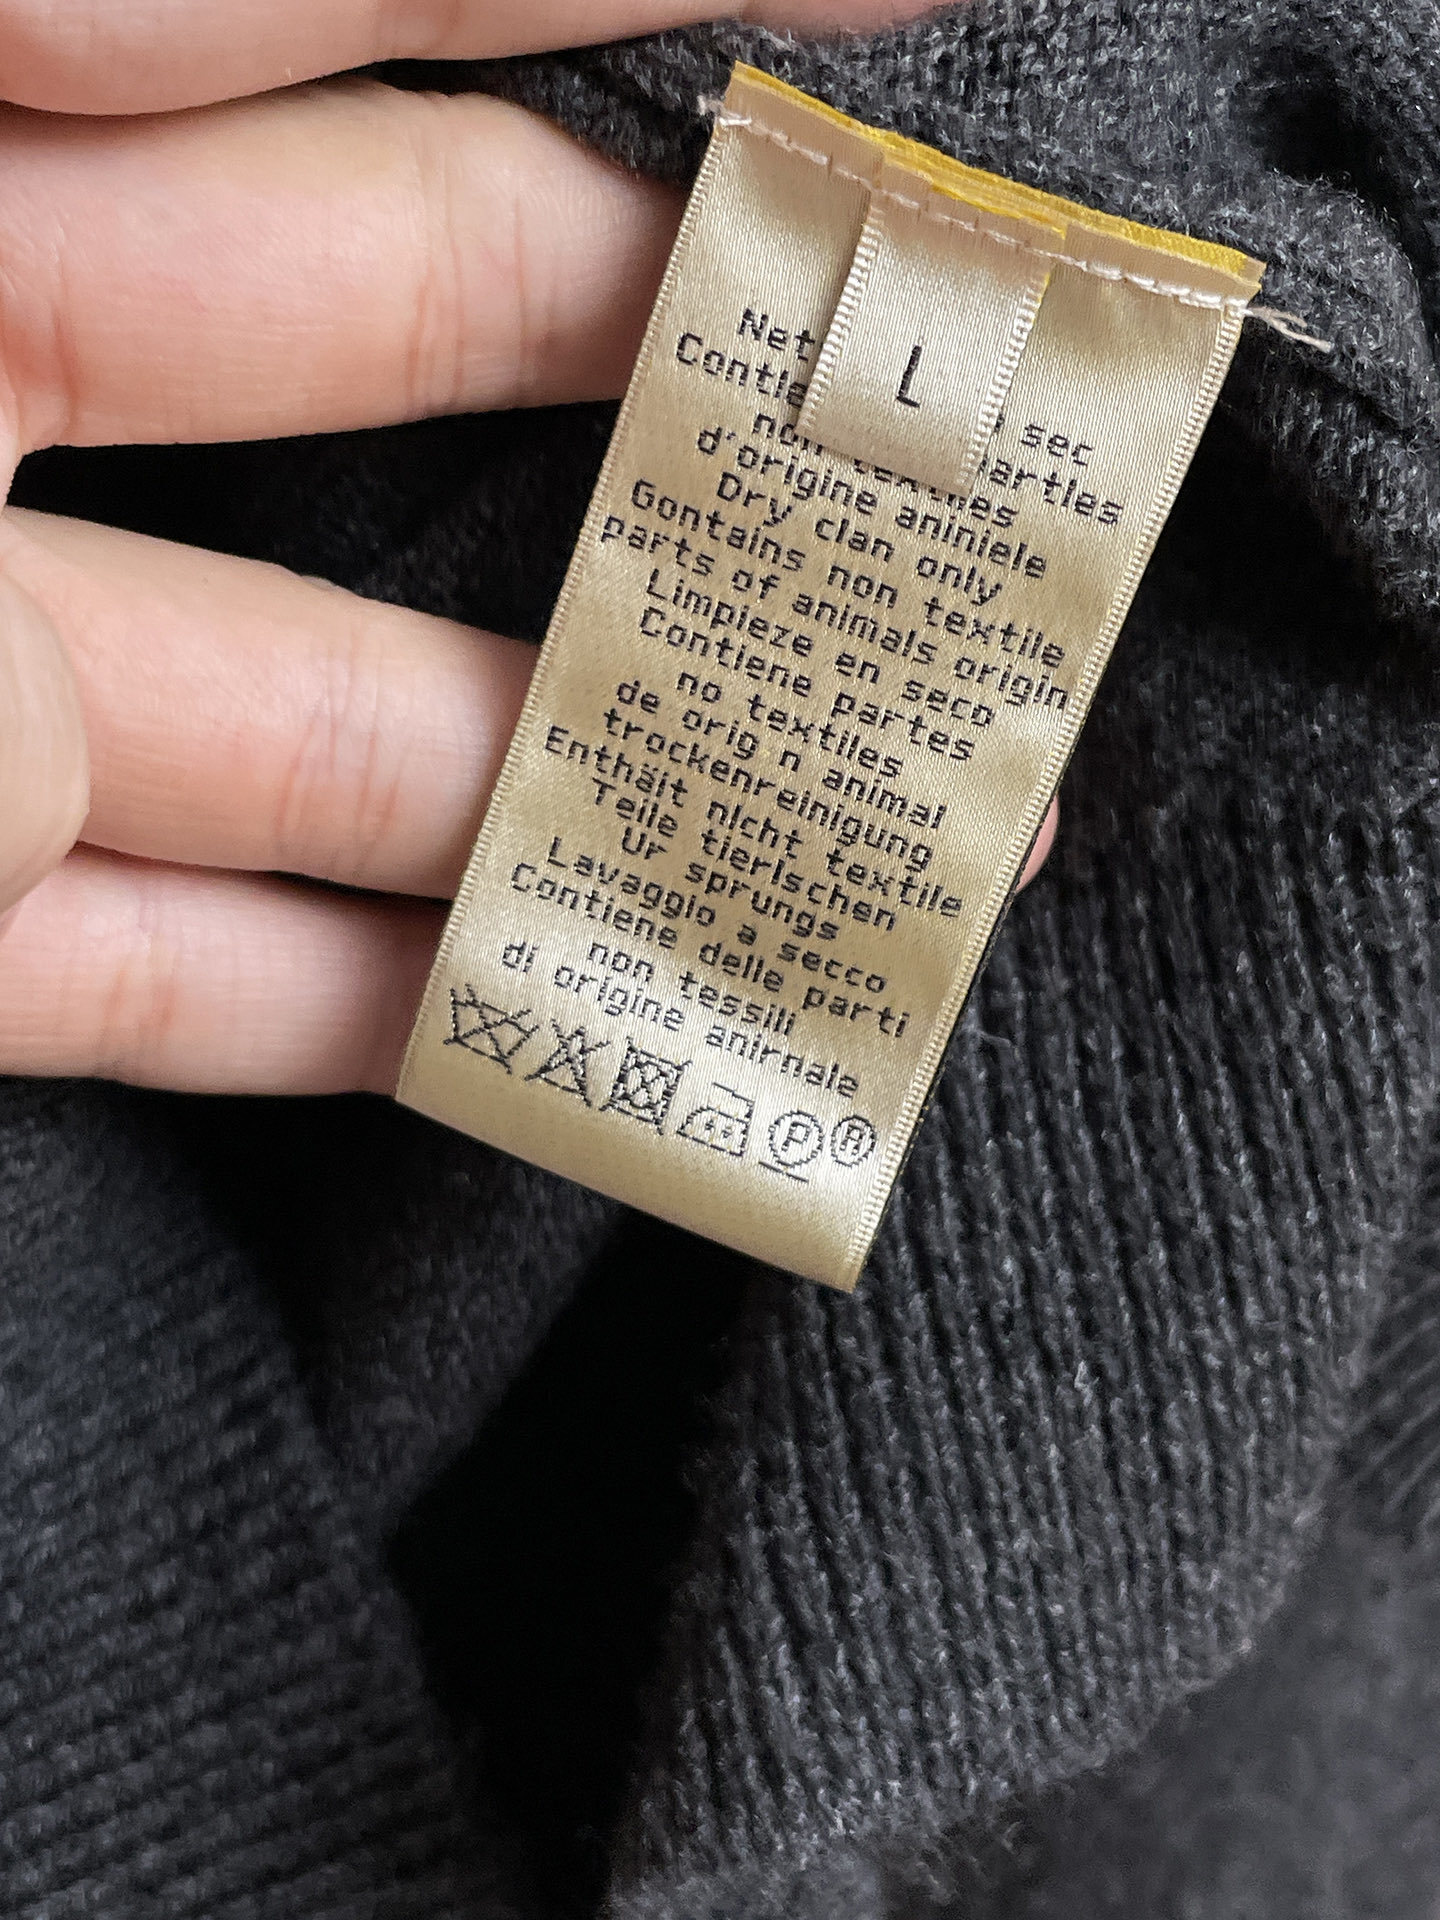 L
Net sec
Contie parties
non textiles
d'origine aniniele
Dry clan only
Gontains non textile
parts of animals origin
Limpieze en seco
Contiene partes
no textiles
de orig n animal
trockenreinigung
Enthäit nicht textile
Teile tierischen
Ur sprungs
Lavaggio a secco
Contiene delle parti
non tessili
di origine anirnale
P ®